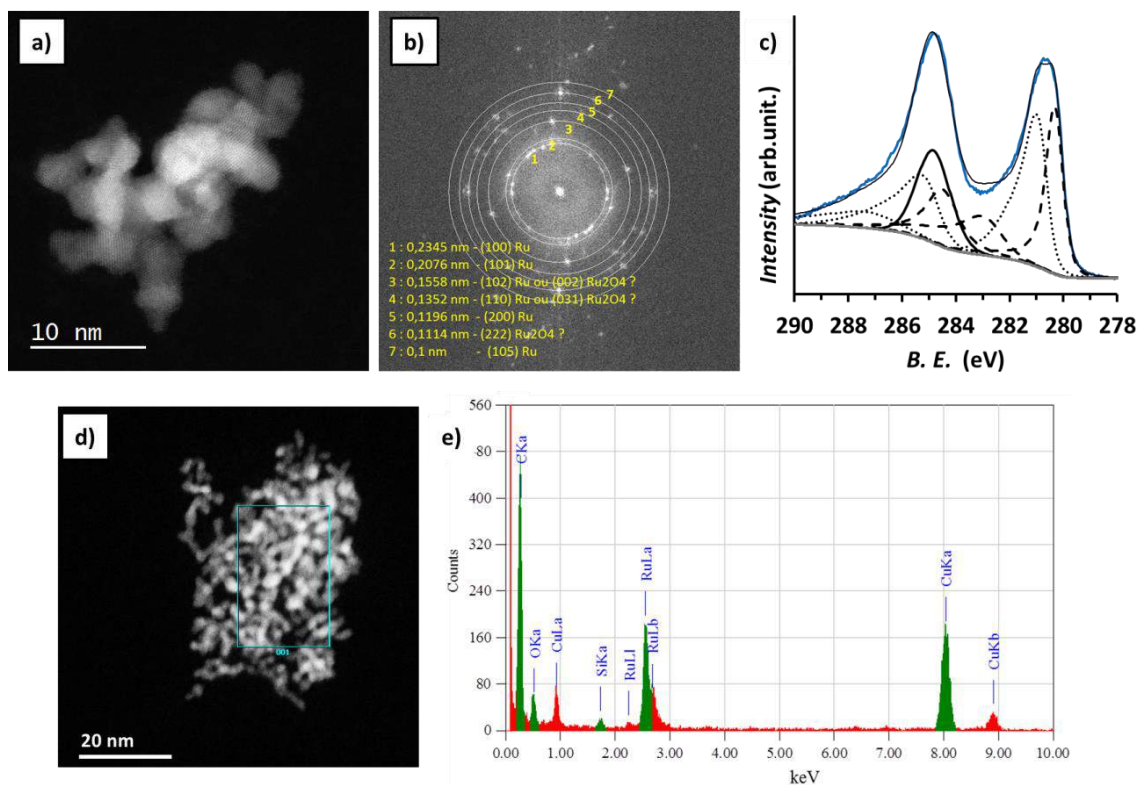 a)
10 nm
b)
7
6
5
4
3
2
1
1 : 0,2345 nm - (100) Ru
2 : 0,2076 nm - (101) Ru
3 : 0,1558 nm - (102) Ru ou (002) Ru2O4 ?
4 : 0,1352 nm - (110) Ru ou (031) Ru2O4 ?
5 : 0,1196 nm - (200) Ru
6 : 0,1114 nm - (222) Ru2O4 ?
7 : 0,1 nm - (105) Ru
c)
Intensity (arb.unit.)
290 288 286 284 282 280 278
B. E. (eV)
d)
001
20 nm
e)
Counts
560
80
400
320
240
160
80
0
CKa
OKa
CuLa
SiKa
RuLl
RuLa
RuLb
CuKa
CuKb
0.00 1.00 2.00 3.00 4.00 5.00 6.00 7.00 8.00 9.00 10.00
keV